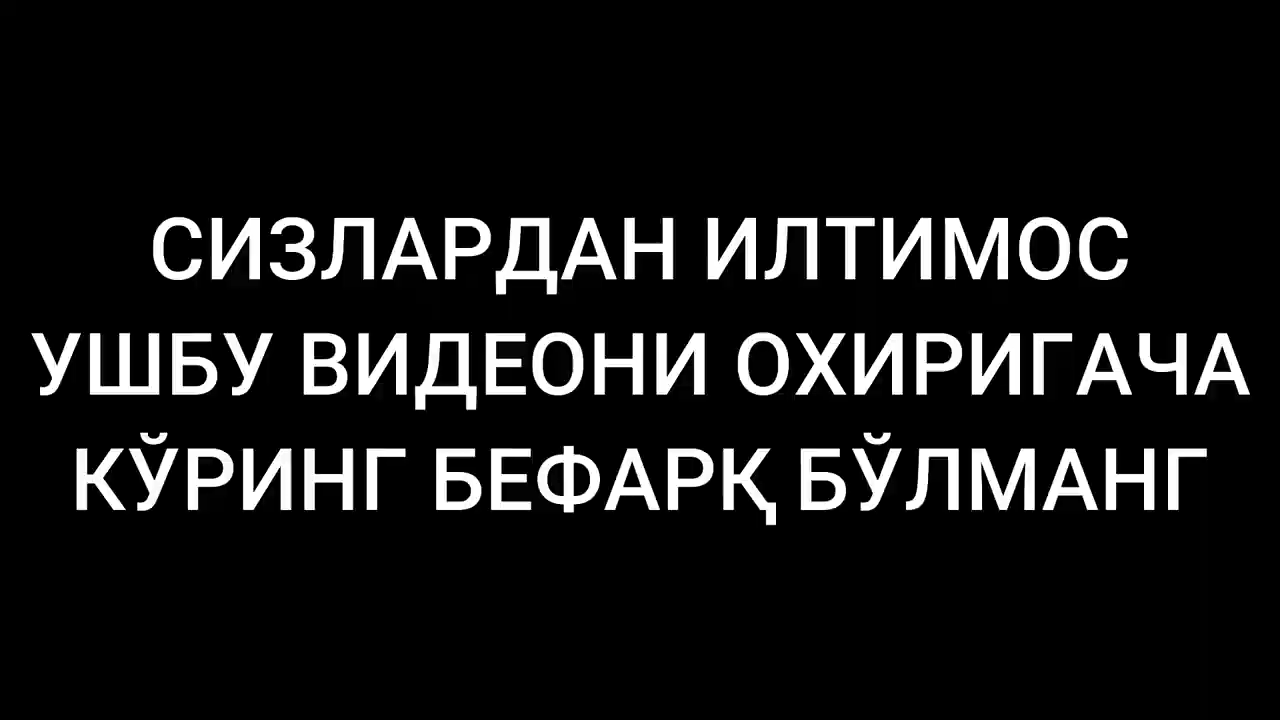 СИЗЛАРДАН ИЛТИМОС
УШБУ ВИДЕОНИ ОХИРИГАЧА
КЎРИНГ БЕФАРҚ БЎЛМАНГ